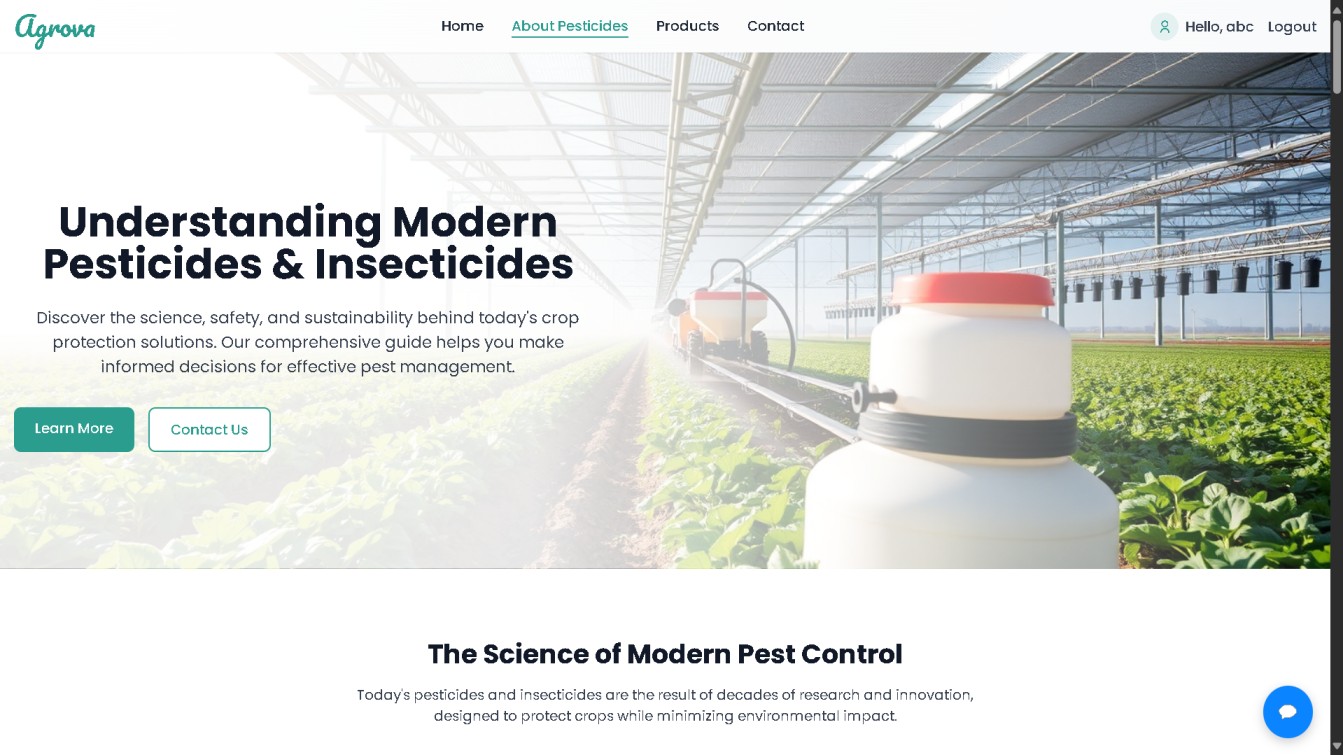 Agrova
Home
About Pesticides
Products
Contact
Hello, abc
Logout
Understanding Modern
Pesticides & Insecticides
Discover the science, safety, and sustainability behind today's crop
protection solutions. Our comprehensive guide helps you make
informed decisions for effective pest management.
Learn More
Contact Us
The Science of Modern Pest Control
Today's pesticides and insecticides are the result of decades of research and innovation,
designed to protect crops while minimizing environmental impact.